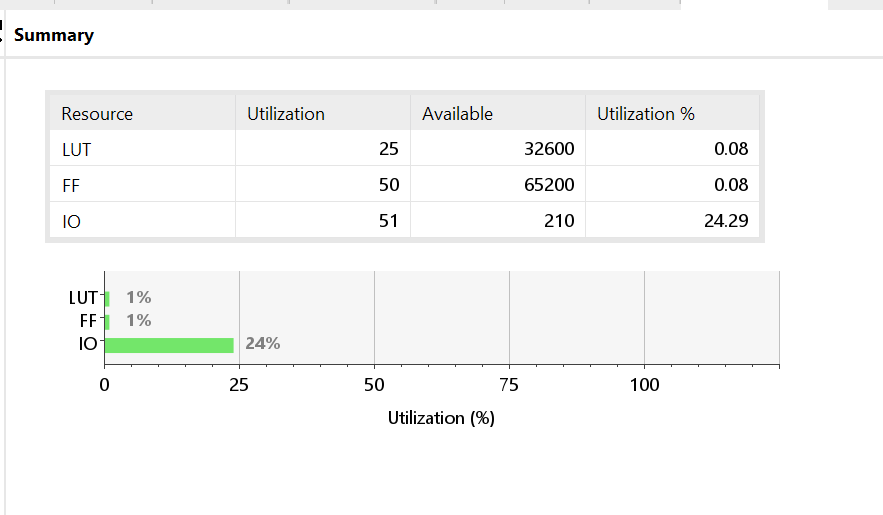 Summary
Resource Utilization Available Utilization %
LUT 25 32600 0.08
FF 50 65200 0.08
IO 51 210 24.29
LUT 1%
FF 1%
IO 24%
0 25 50 75 100
Utilization (%)